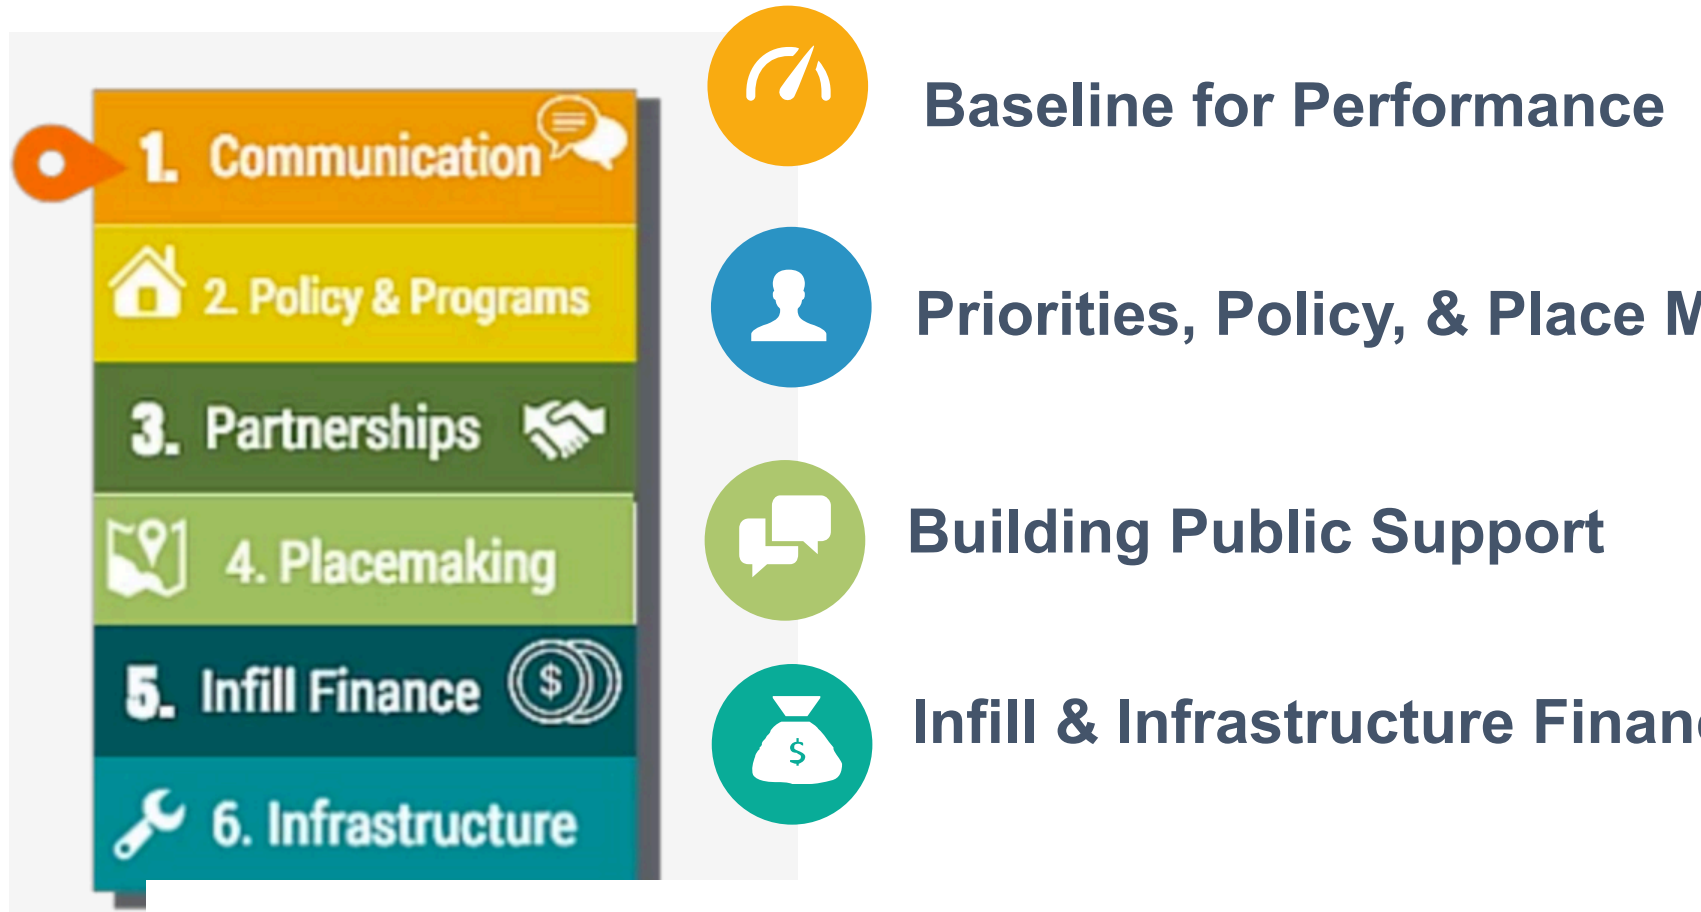 1. Communication
2. Policy & Programs
3. Partnerships
4. Placemaking
5. Infill Finance
$
6. Infrastructure
Baseline for Performance
Priorities, Policy, & Place M
Building Public Support
$
Infill & Infrastructure Finan